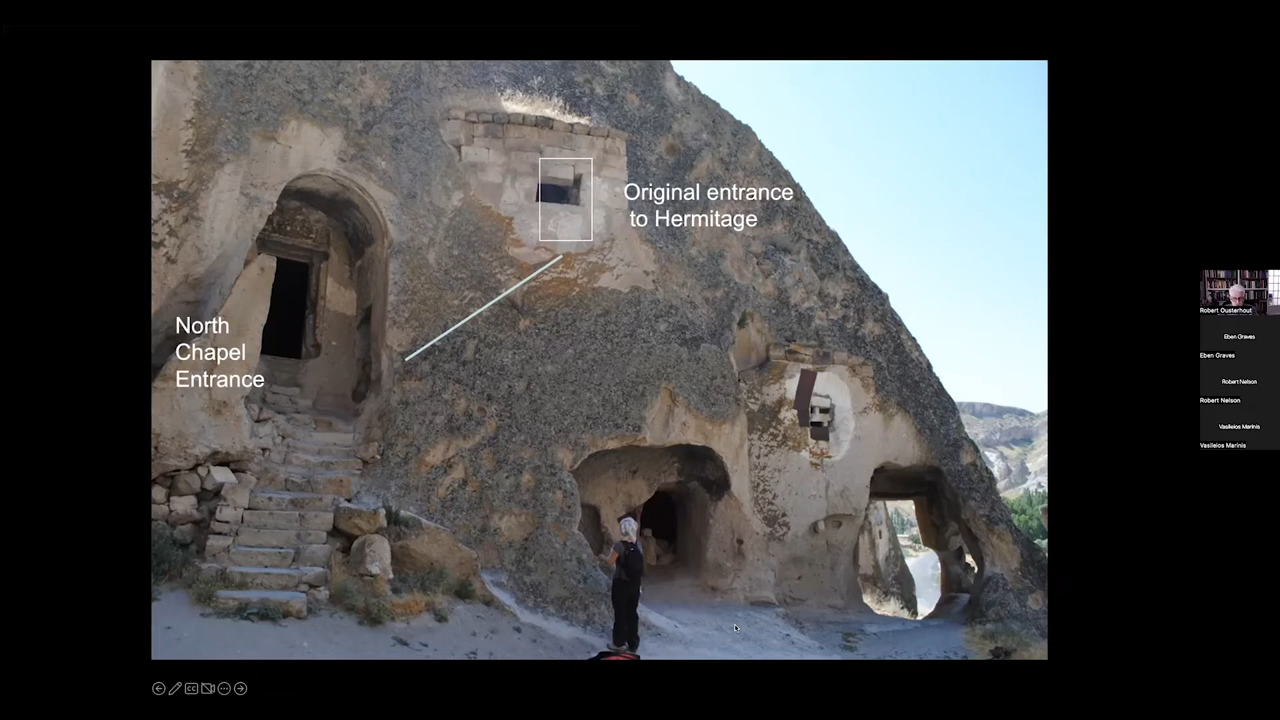 Original entrance
to Hermitage
North
Chapel
Entrance
Robert Ousterhout
Eben Graves
Eben Graves
Robert Nelson
Robert Nelson
Vasileios Marinis
Vasileios Marinis
CC